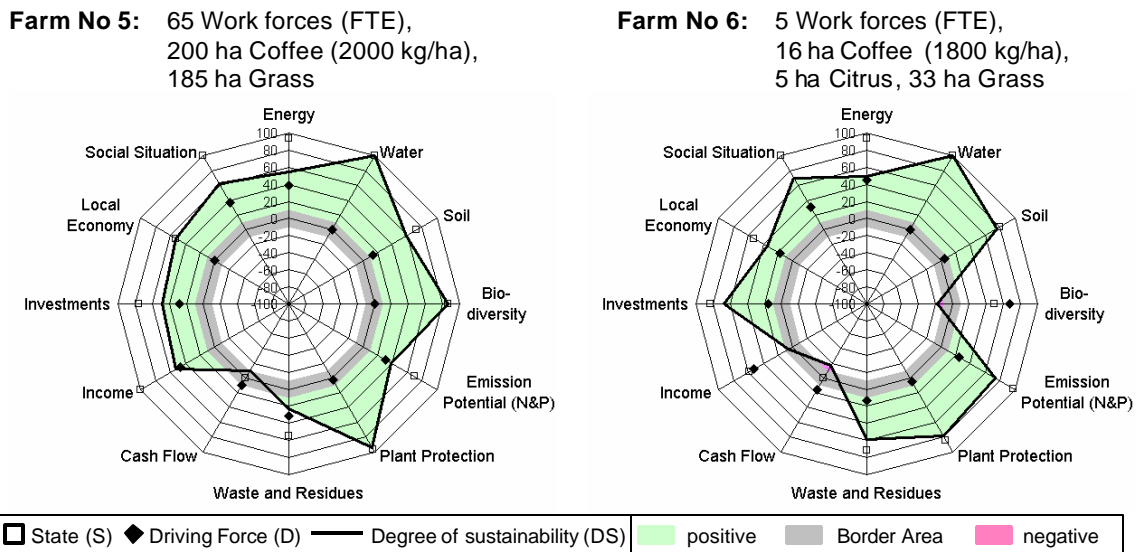 Farm No 5: 65 Work forces (FTE),
200 ha Coffee (2000 kg/ha),
185 ha Grass
Energy
100
80
60
40
20
0
-20
-40
-60
-80
-100
Water
Soil
Bio-
diversity
Emission
Potential (N&P)
Plant Protection
Waste and Residues
Cash Flow
Income
Investments
Local
Economy
Social Situation
Farm No 6: 5 Work forces (FTE),
16 ha Coffee (1800 kg/ha),
5 ha Citrus, 33 ha Grass
Energy
100
80
60
40
20
0
-20
-40
-60
-80
-100
Water
Soil
Bio-
diversity
Emission
Potential (N&P)
Plant Protection
Waste and Residues
Cash Flow
Income
Investments
Local
Economy
Social Situation
State (S) Driving Force (D) Degree of sustainability (DS) positive Border Area negative